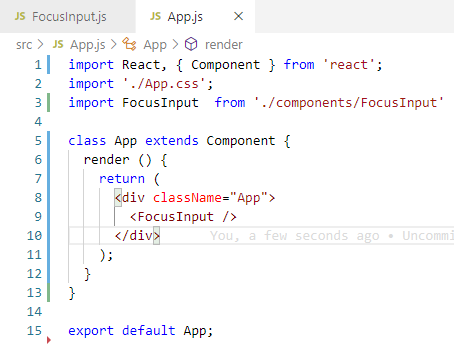 JS FocusInput.js JS App.js ×
src > JS App.js > App > render
1 import React, { Component } from 'react';
2 import './App.css';
3 import FocusInput  from './components/FocusInput'
4
5 class App extends Component {
6   render () {
7     return (
8       <div className="App">
9         <FocusInput />
10       </div> You, a few seconds ago • Uncommi
11     );
12   }
13 }
14
15 export default App;